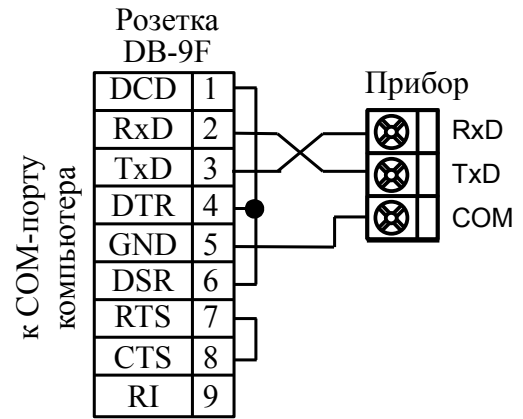 Розетка
DB-9F
Прибор
к COM-порту
компьютера
DCD 1
RxD 2
TxD 3
DTR 4
GND 5
DSR 6
RTS 7
CTS 8
RI 9
RxD
TxD
COM